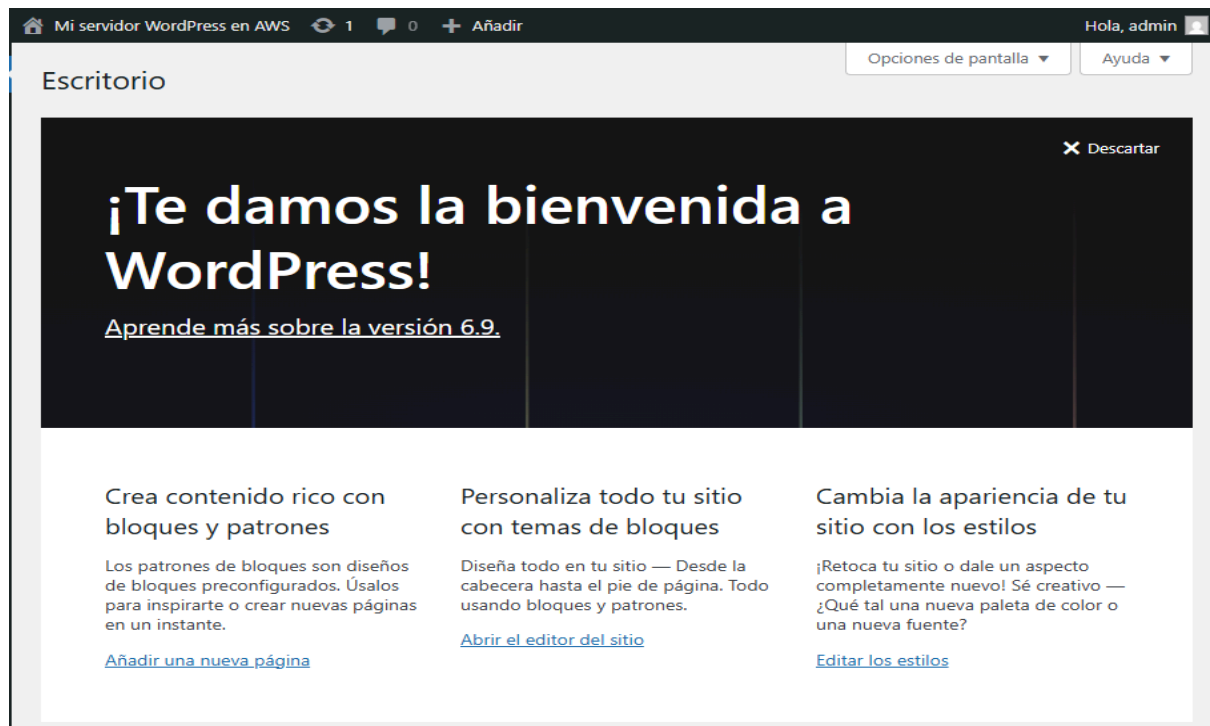 Mi servidor WordPress en AWS 1 0 Añadir Hola, admin
Opciones de pantalla Ayuda
Escritorio
Descartar
¡Te damos la bienvenida a
WordPress!
Aprende más sobre la versión 6.9.
Crea contenido rico con
bloques y patrones
Los patrones de bloques son diseños
de bloques preconfigurados. Úsalos
para inspirarte o crear nuevas páginas
en un instante.
Añadir una nueva página
Personaliza todo tu sitio
con temas de bloques
Diseña todo en tu sitio — Desde la
cabecera hasta el pie de página. Todo
usando bloques y patrones.
Abrir el editor del sitio
Cambia la apariencia de tu
sitio con los estilos
¡Retoca tu sitio o dale un aspecto
completamente nuevo! Sé creativo —
¿Qué tal una nueva paleta de color o
una nueva fuente?
Editar los estilos